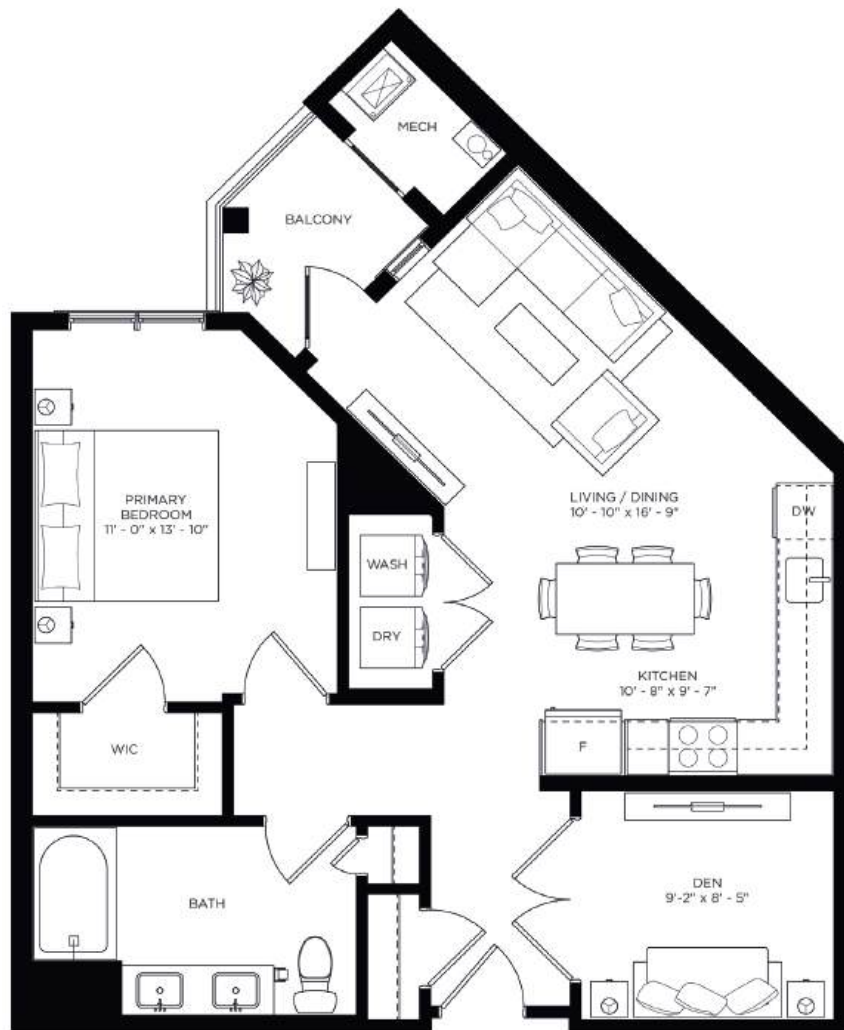 MECH
BALCONY
PRIMARY
BEDROOM
11' - 0" x 13' - 10"
LIVING / DINING
10' - 10" x 16' - 9"
DW
WASH
DRY
KITCHEN
10' - 8" x 9' - 7"
WIC
F
DEN
9'-2" x 8' - 5"
BATH